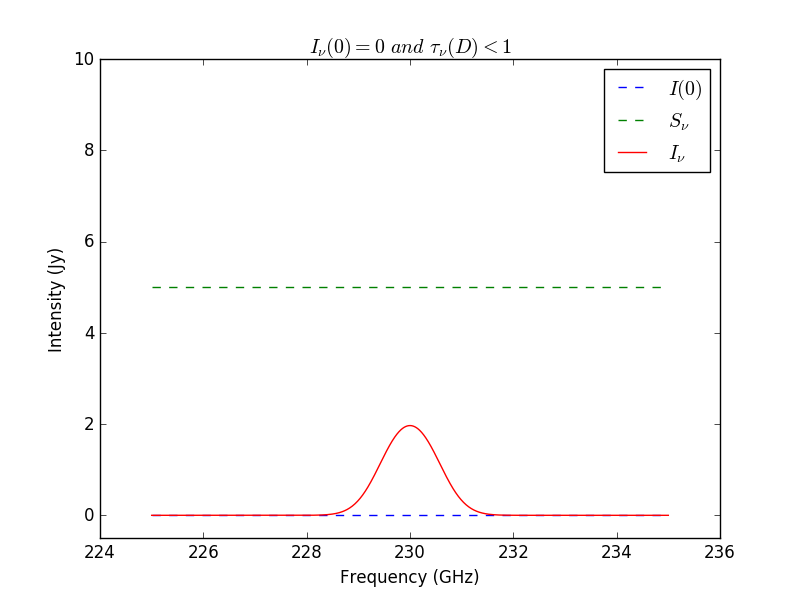 I_ν(0) = 0 and τ_ν(D) < 1
10
8
6
4
2
0
Intensity (Jy)
I(0)
S_ν
I_ν
224 226 228 230 232 234 236
Frequency (GHz)